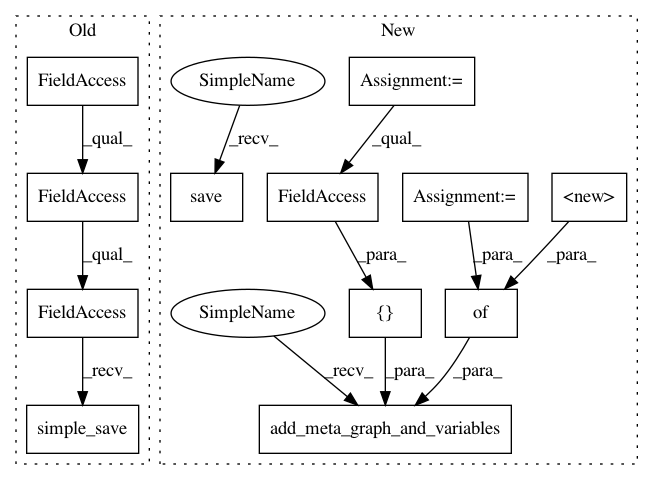 Old
New
FieldAccess
SimpleName
Assignment:=
_qual_
_recv_
_qual_
FieldAccess
save
FieldAccess
Assignment:=
<new>
_qual_
_para_
_para_
_para_
FieldAccess
SimpleName
{}
of
_recv_
_recv_
_para_
_para_
simple_save
add_meta_graph_and_variables